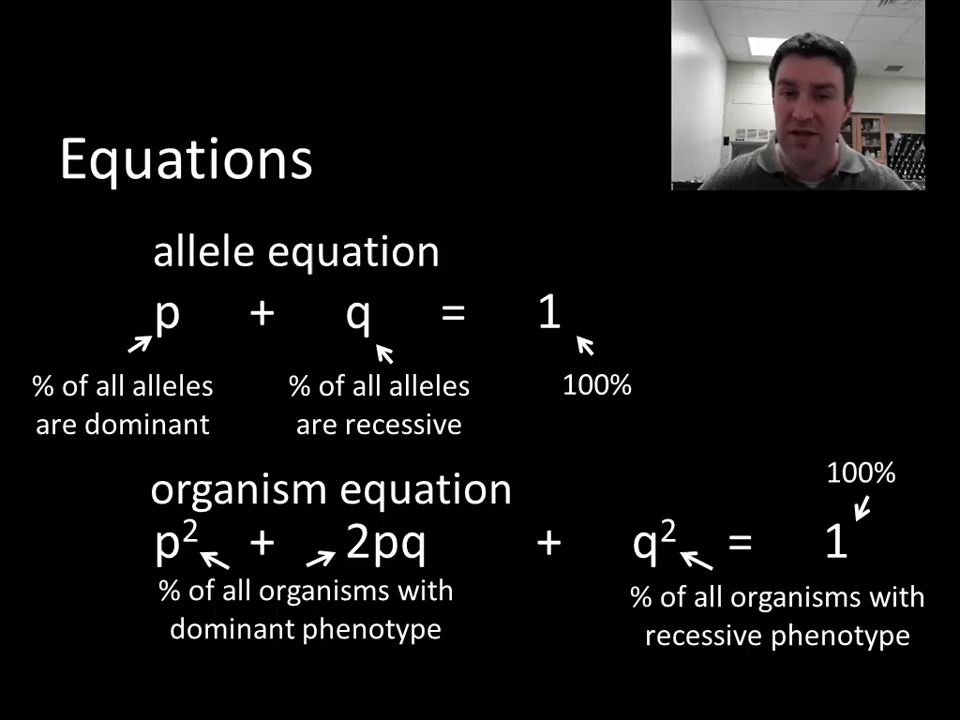 Equations
allele equation
p + q = 1
% of all alleles
are dominant
% of all alleles
are recessive
100%
100%
organism equation
p² + 2pq + q² = 1
% of all organisms with
dominant phenotype
% of all organisms with
recessive phenotype